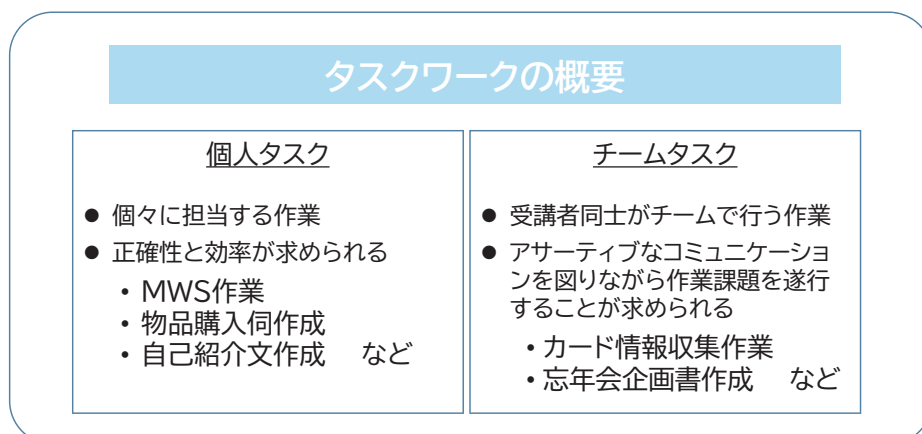 タスクワークの概要
個人タスク
● 個々に担当する作業
● 正確性と効率が求められる
・MWS作業
・物品購入伺作成
・自己紹介文作成　など
チームタスク
● 受講者同士がチームで行う作業
● アサーティブなコミュニケーショ
ンを図りながら作業課題を遂行
することが求められる
・カード情報収集作業
・忘年会企画書作成　など